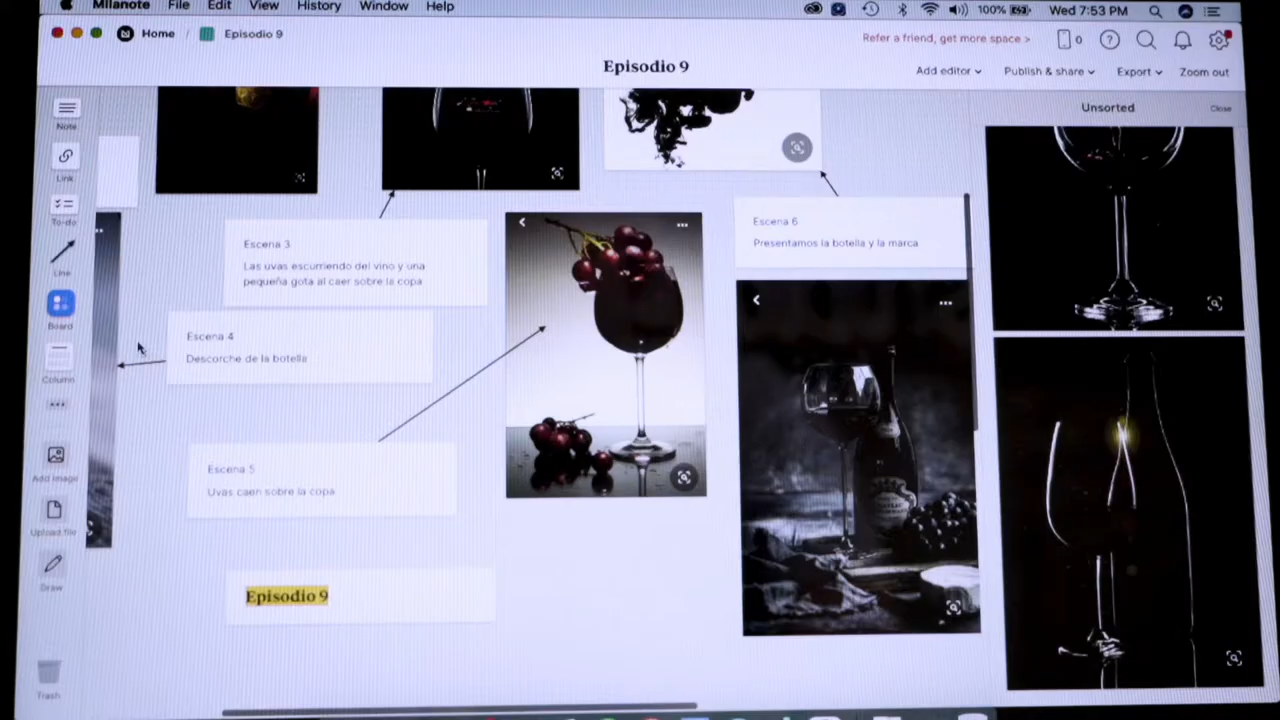 Milanote File Edit View History Window Help
100% Wed 7:53 PM
Home / Episodio 9
Refer a friend, get more space >
0
Episodio 9
Add editor
Publish & share
Export
Zoom out
Unsorted
Close
Note
Link
To-do
Line
Board
Column
Add image
Upload file
Draw
Trash
Escena 3
Las uvas escurriendo del vino y una
pequeña gota al caer sobre la copa
Escena 4
Descorche de la botella
Escena 5
Uvas caen sobre la copa
Escena 6
Presentamos la botella y la marca
Episodio 9